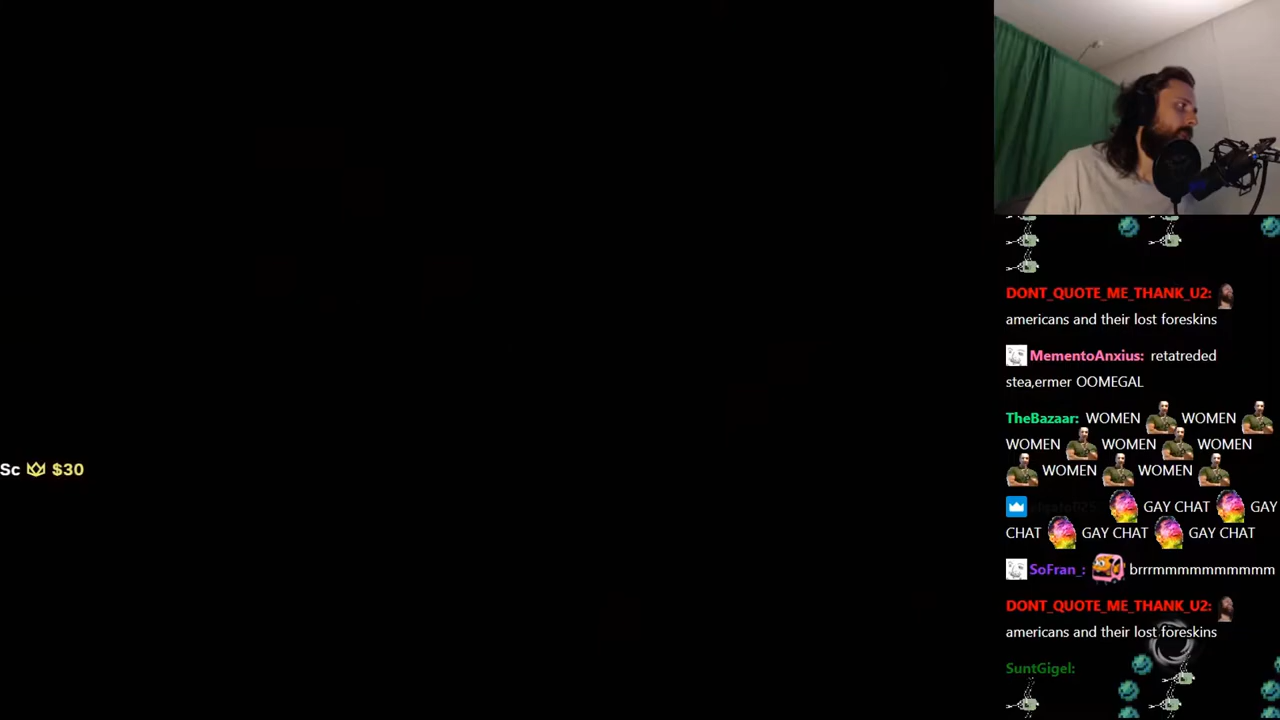 DONT_QUOTE_ME_THANK_U2:
americans and their lost foreskins
MementoAnxius: retatreded
stea,ermer OOMEGAL
TheBazaar: WOMEN WOMEN
WOMEN WOMEN WOMEN
WOMEN WOMEN
GAY CHAT GAY
CHAT GAY CHAT GAY CHAT
Sc $30
SoFran_: brrrmmmmmmmmmm
DONT_QUOTE_ME_THANK_U2:
americans and their lost foreskins
SuntGigel: